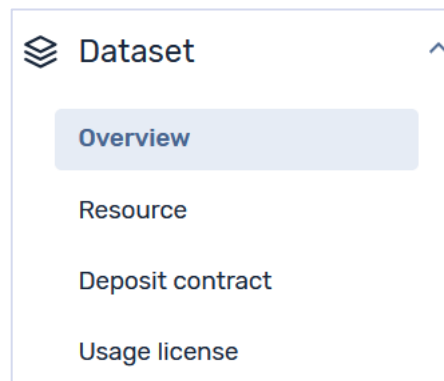 Dataset
Overview
Resource
Deposit contract
Usage license